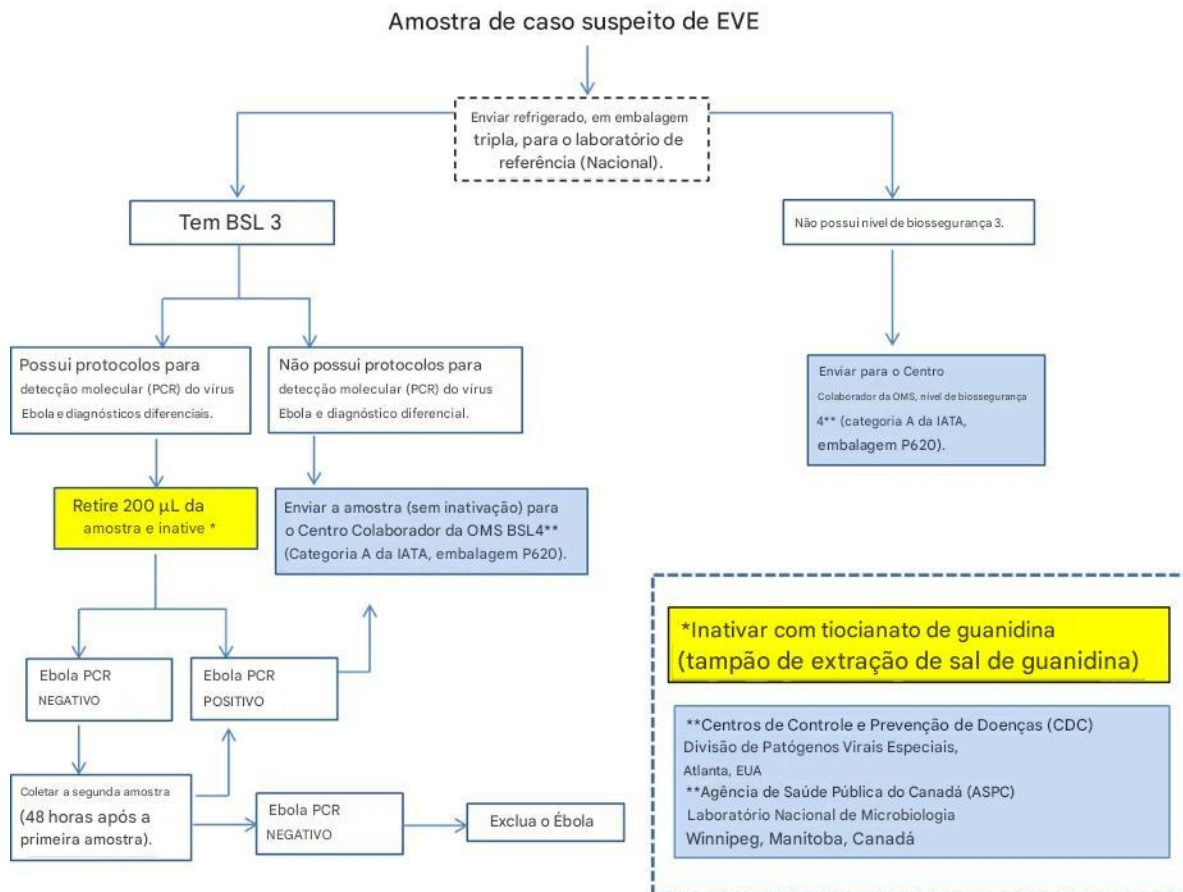 Amostra de caso suspeito de EVE
Enviar refrigerado, em embalagem
tripla, para o laboratório de
referência (Nacional).
Tem BSL 3
Não possui nível de biossegurança 3.
Possui protocolos para
detecção molecular (PCR) do vírus
Ebola e diagnósticos diferenciais.
Não possui protocolos para
detecção molecular (PCR) do vírus
Ebola e diagnóstico diferencial.
Enviar para o Centro
Colaborador da OMS, nível de biossegurança
4** (categoria A da IATA,
embalagem P620).
Retire 200 μL da
amostra e inative *
Enviar a amostra (sem inativação) para
o Centro Colaborador da OMS BSL4**
(Categoria A da IATA, embalagem P620).
Ebola PCR
NEGATIVO
Ebola PCR
POSITIVO
Coletar a segunda amostra
(48 horas após a
primeira amostra).
Ebola PCR
NEGATIVO
Exclua o Ébola
*Inativar com tiocianato de guanidina
(tampão de extração de sal de guanidina)
**Centros de Controle e Prevenção de Doenças (CDC)
Divisão de Patógenos Virais Especiais,
Atlanta, EUA
**Agência de Saúde Pública do Canadá (ASPC)
Laboratório Nacional de Microbiologia
Winnipeg, Manitoba, Canadá